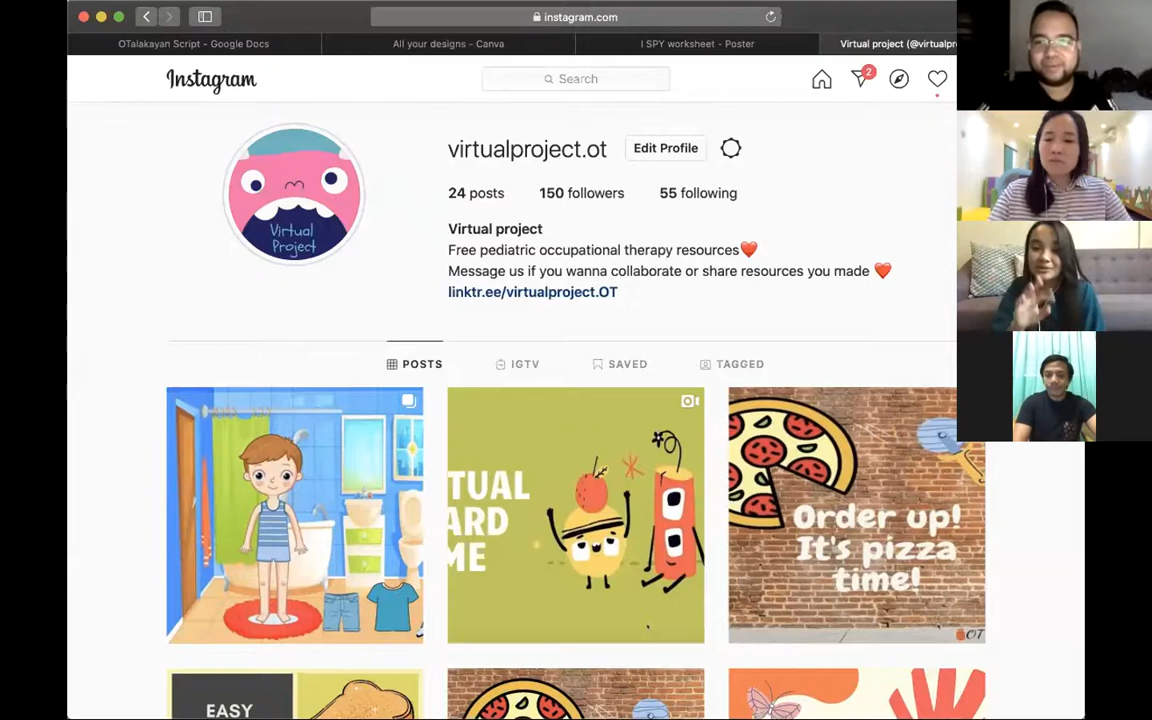 instagram.com
OTalakayan Script - Google Docs
All your designs - Canva
I SPY worksheet - Poster
Virtual project (@virtualpro
Instagram
Search
2
virtualproject.ot
Edit Profile
24 posts
150 followers
55 following
Virtual project
Free pediatric occupational therapy resources❤️
Message us if you wanna collaborate or share resources you made ❤️
linktr.ee/virtualproject.OT
Virtual
Project
POSTS
IGTV
SAVED
TAGGED
TUAL
ARD
ME
Order up!
It's pizza
time!
OT
EASY